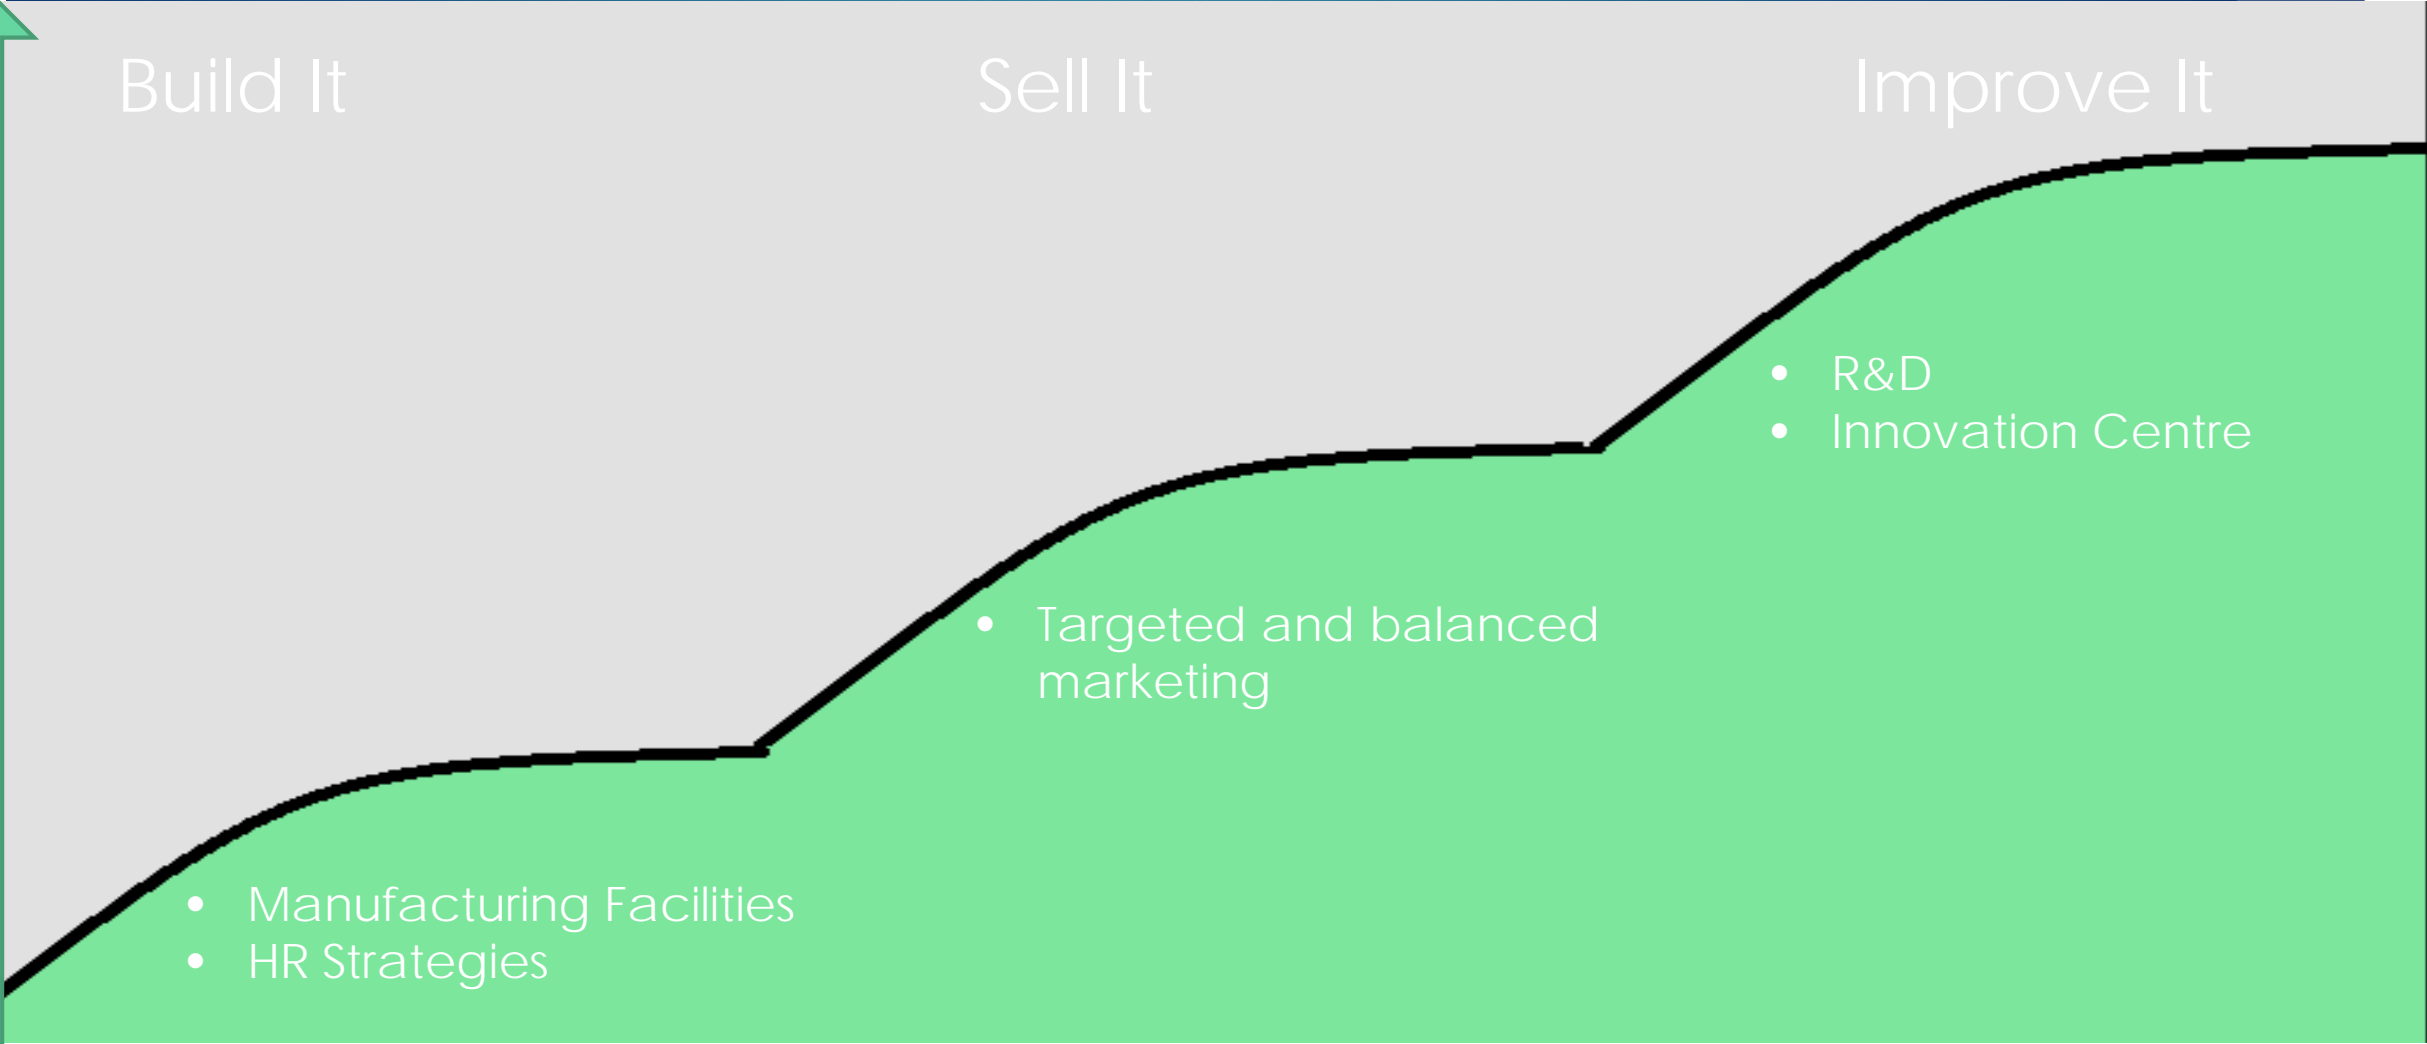 Build It
Sell It
Improve It
• R&D
• Innovation Centre
• Targeted and balanced
marketing
• Manufacturing Facilities
• HR Strategies